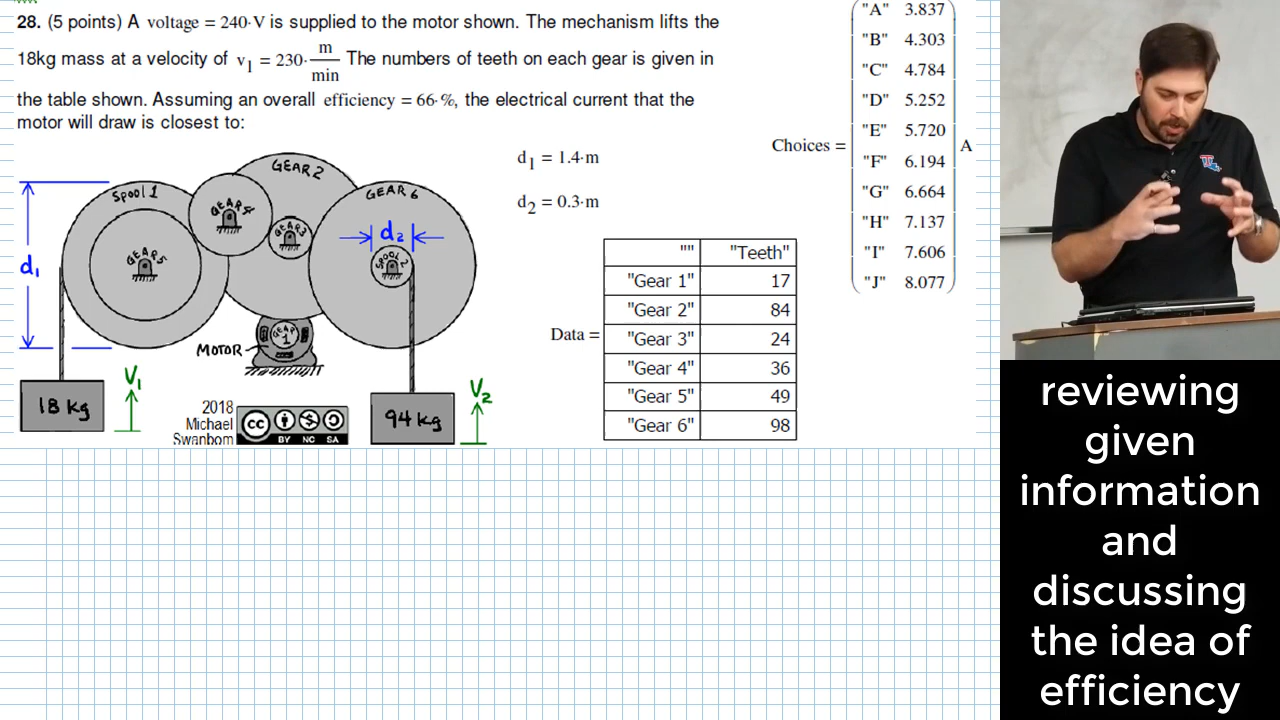 28. (5 points) A voltage = 240·V is supplied to the motor shown. The mechanism lifts the
18kg mass at a velocity of v1 = 230· m/min The numbers of teeth on each gear is given in
the table shown. Assuming an overall efficiency = 66·%, the electrical current that the
motor will draw is closest to:
d1 = 1.4·m
d2 = 0.3·m
Choices =
"A" 3.837
"B" 4.303
"C" 4.784
"D" 5.252
"E" 5.720
"F" 6.194
"G" 6.664
"H" 7.137
"I" 7.606
"J" 8.077
A
SPOOL 1
GEAR 2
GEAR 4
GEAR 3
GEAR 6
GEAR 5
d1
d2
SPOOL 2
GEAR 1
MOTOR
18 kg
V1
94 kg
V2
2018
Michael
Swanbom
cc
BY NC SA
Data =
"" "Teeth"
"Gear 1" 17
"Gear 2" 84
"Gear 3" 24
"Gear 4" 36
"Gear 5" 49
"Gear 6" 98
reviewing
given
information
and
discussing
the idea of
efficiency